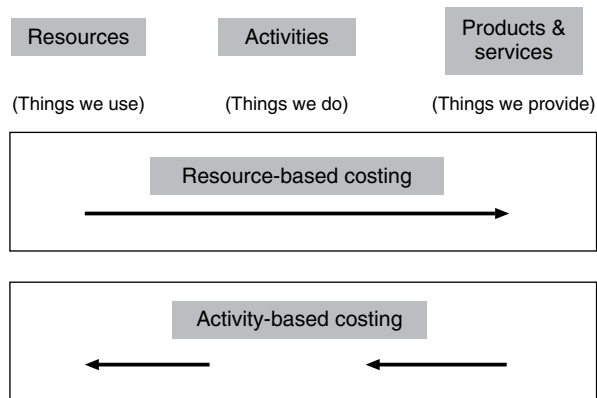 Resources
Activities
Products &
services
(Things we use)
(Things we do)
(Things we provide)
Resource-based costing
Activity-based costing